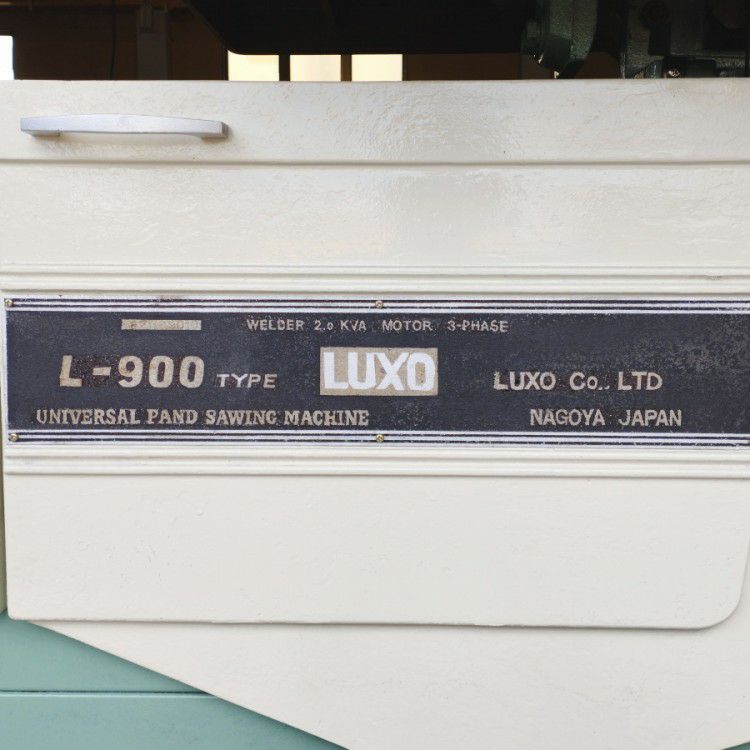 WELDER 2.0 KVA MOTOR 3-PHASE
L-900 TYPE LUXO LUXO CO., LTD
UNIVERSAL PAND SAWING MACHINE NAGOYA JAPAN